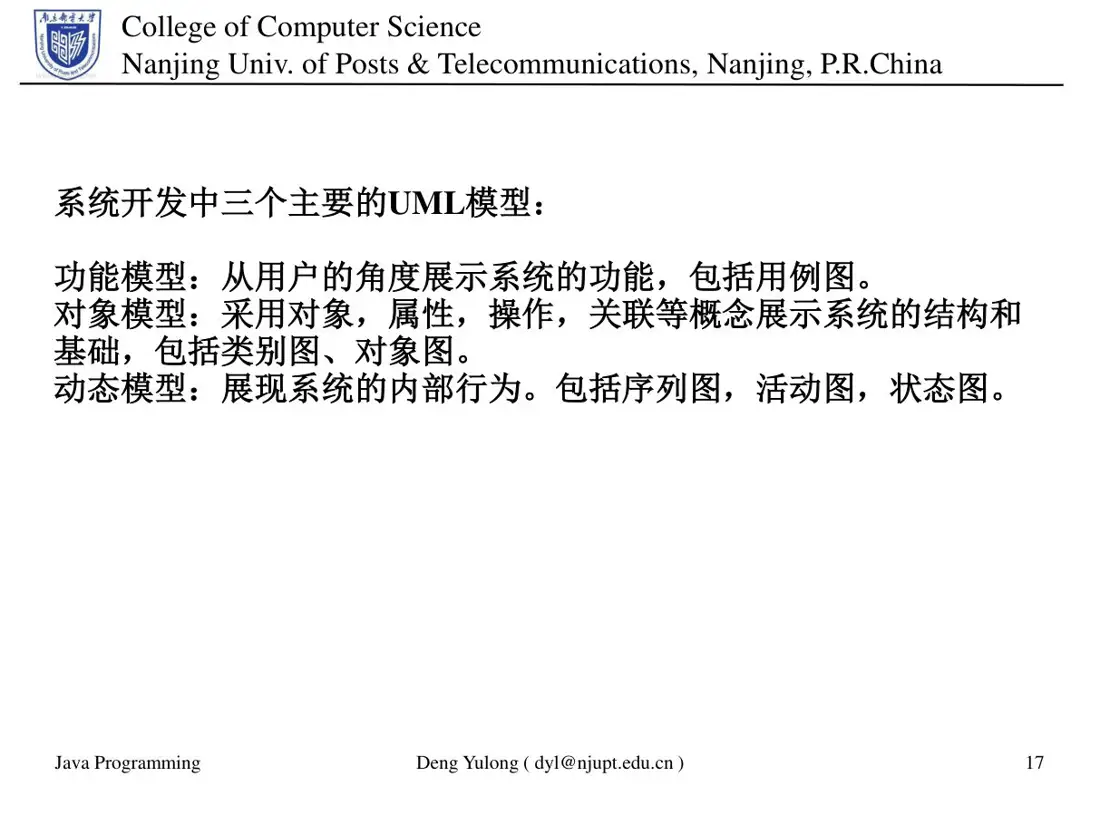 College of Computer Science
Nanjing Univ. of Posts & Telecommunications, Nanjing, P.R.China
系统开发中三个主要的UML模型：
功能模型：从用户的角度展示系统的功能，包括用例图。
对象模型：采用对象，属性，操作，关联等概念展示系统的结构和
基础，包括类别图、对象图。
动态模型：展现系统的内部行为。包括序列图，活动图，状态图。
Java Programming
Deng Yulong ( dyl@njupt.edu.cn )
17